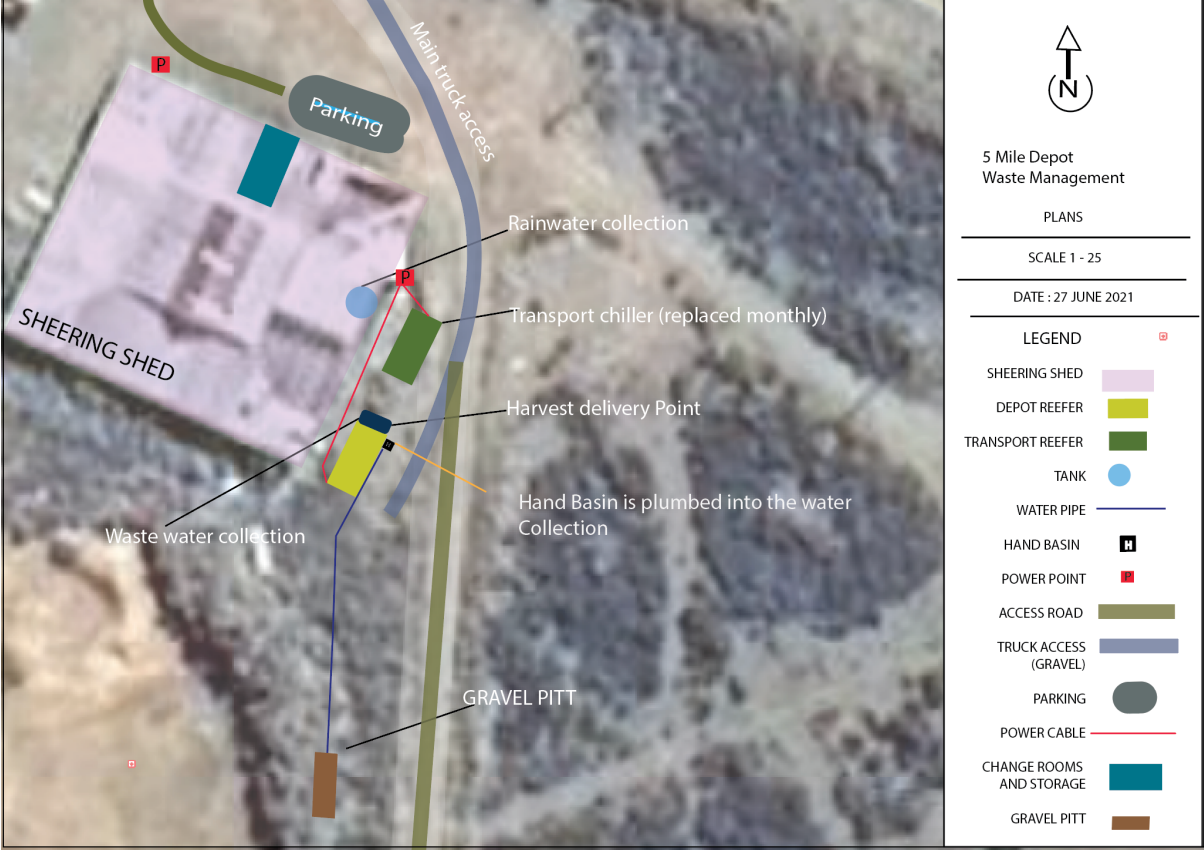 P
Parking
Main truck access
Rainwater collection
P
Transport chiller (replaced monthly)
SHEERING SHED
Harvest delivery Point
H
Hand Basin is plumbed into the water
Collection
Waste water collection
GRAVEL PITT
N
5 Mile Depot
Waste Management
PLANS
SCALE 1 - 25
DATE : 27 JUNE 2021
LEGEND
SHEERING SHED
DEPOT REEFER
TRANSPORT REEFER
TANK
WATER PIPE
HAND BASIN H
POWER POINT P
ACCESS ROAD
TRUCK ACCESS
(GRAVEL)
PARKING
POWER CABLE
CHANGE ROOMS
AND STORAGE
GRAVEL PITT